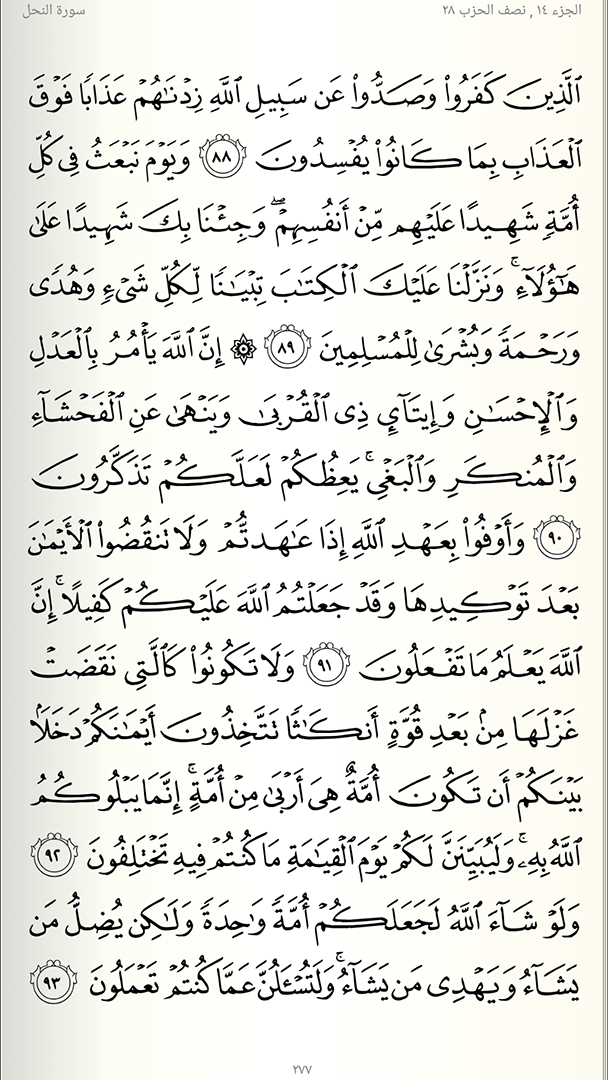 الجزء ١٤ , نصف الحزب ٢٨ سورة النحل
ٱلَّذِينَ كَفَرُوا۟ وَصَدُّوا۟ عَن سَبِيلِ ٱللَّهِ زِدْنَٰهُمْ عَذَابًا فَوْقَ
ٱلْعَذَابِ بِمَا كَانُوا۟ يُفْسِدُونَ ٨٨ وَيَوْمَ نَبْعَثُ فِى كُلِّ
أُمَّةٍ شَهِيدًا عَلَيْهِم مِّنْ أَنفُسِهِمْ ۖ وَجِئْنَا بِكَ شَهِيدًا عَلَىٰ
هَٰٓؤُلَآءِ ۚ وَنَزَّلْنَا عَلَيْكَ ٱلْكِتَٰبَ تِبْيَٰنًا لِّكُلِّ شَىْءٍ وَهُدًى
وَرَحْمَةً وَبُشْرَىٰ لِلْمُسْلِمِينَ ٨٩ ۞ إِنَّ ٱللَّهَ يَأْمُرُ بِٱلْعَدْلِ
وَٱلْإِحْسَٰنِ وَإِيتَآئِ ذِى ٱلْقُرْبَىٰ وَيَنْهَىٰ عَنِ ٱلْفَحْشَآءِ
وَٱلْمُنكَرِ وَٱلْبَغْىِ ۚ يَعِظُكُمْ لَعَلَّكُمْ تَذَكَّرُونَ
٩٠ وَأَوْفُوا۟ بِعَهْدِ ٱللَّهِ إِذَا عَٰهَدتُّمْ وَلَا تَنقُضُوا۟ ٱلْأَيْمَٰنَ
بَعْدَ تَوْكِيدِهَا وَقَدْ جَعَلْتُمُ ٱللَّهَ عَلَيْكُمْ كَفِيلًا ۚ إِنَّ
ٱللَّهَ يَعْلَمُ مَا تَفْعَلُونَ ٩١ وَلَا تَكُونُوا۟ كَٱلَّتِى نَقَضَتْ
غَزْلَهَا مِنۢ بَعْدِ قُوَّةٍ أَنكَٰثًا تَتَّخِذُونَ أَيْمَٰنَكُمْ دَخَلًۢا
بَيْنَكُمْ أَن تَكُونَ أُمَّةٌ هِىَ أَرْبَىٰ مِنْ أُمَّةٍ ۚ إِنَّمَا يَبْلُوكُمُ
ٱللَّهُ بِهِۦ ۚ وَلَيُبَيِّنَنَّ لَكُمْ يَوْمَ ٱلْقِيَٰمَةِ مَا كُنتُمْ فِيهِ تَخْتَلِفُونَ ٩٢
وَلَوْ شَآءَ ٱللَّهُ لَجَعَلَكُمْ أُمَّةً وَٰحِدَةً وَلَٰكِن يُضِلُّ مَن
يَشَآءُ وَيَهْدِى مَن يَشَآءُ ۚ وَلَتُسْـَٔلُنَّ عَمَّا كُنتُمْ تَعْمَلُونَ ٩٣
٢٧٧